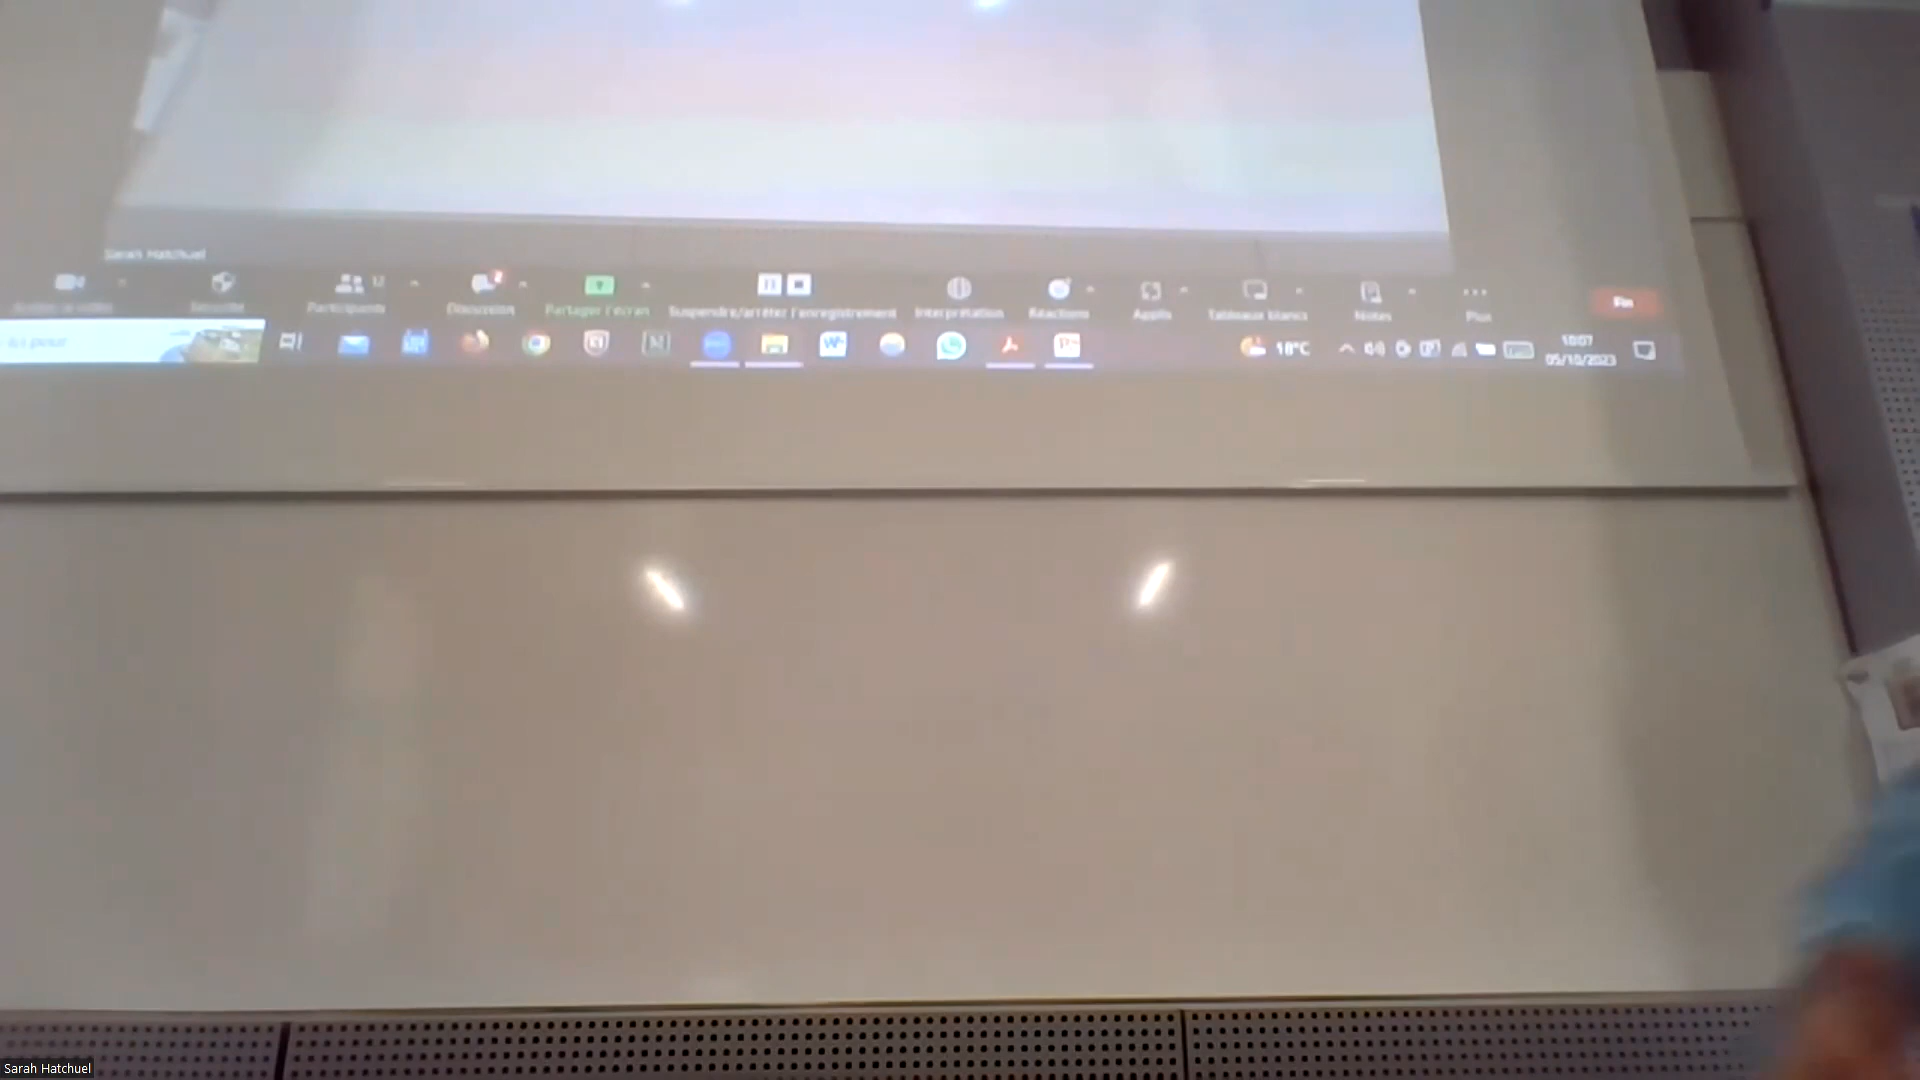 Sarah Hatchuel
12
Participants
Discussion
Partager l'écran
Suspendre/arrêter l'enregistrement
Interprétation
Réactions
Applis
Tableaux blancs
Notes
Plus
Fin
18°C
05/10/2023
Sarah Hatchuel